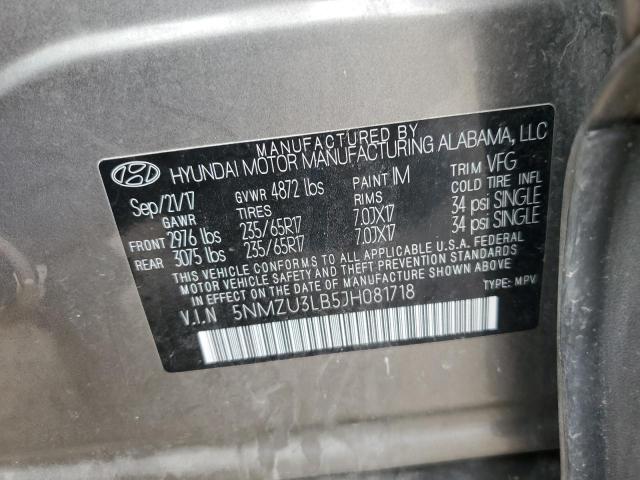 MANUFACTURED BY
HYUNDAI MOTOR MANUFACTURING ALABAMA, LLC
Sep/21/17 GVWR 4872 lbs PAINT IM TRIM VFG
GAWR TIRES RIMS COLD TIRE INFL
FRONT 2976 lbs 235/65R17 7.0JX17 34 psi SINGLE
REAR 3075 lbs 235/65R17 7.0JX17 34 psi SINGLE
THIS VEHICLE CONFORMS TO ALL APPLICABLE U.S.A. FEDERAL
MOTOR VEHICLE SAFETY AND THEFT PREVENTION STANDARDS
IN EFFECT ON THE DATE OF MANUFACTURE SHOWN ABOVE.
V.I.N 5NMZU3LB5JH081718 TYPE: MPV